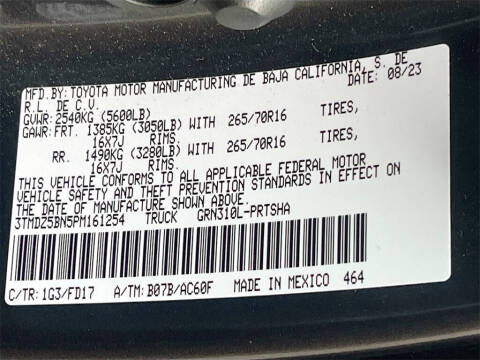 MFD.BY:TOYOTA MOTOR MANUFACTURING DE BAJA CALIFORNIA, S. DE
R.L. DE C.V. DATE: 08/23
GVWR:2540KG (5600LB)
GAWR:FRT. 1385KG (3050LB) WITH 265/70R16 TIRES,
16X7J RIMS.
RR. 1490KG (3280LB) WITH 265/70R16 TIRES,
16X7J RIMS.
THIS VEHICLE CONFORMS TO ALL APPLICABLE FEDERAL MOTOR
VEHICLE SAFETY AND THEFT PREVENTION STANDARDS IN EFFECT ON
THE DATE OF MANUFACTURE SHOWN ABOVE.
3TMDZ5BN5PM161254 TRUCK GRN310L-PRTSHA
C/TR: 1G3/FD17 A/TM: B07B/AC60F MADE IN MEXICO 464